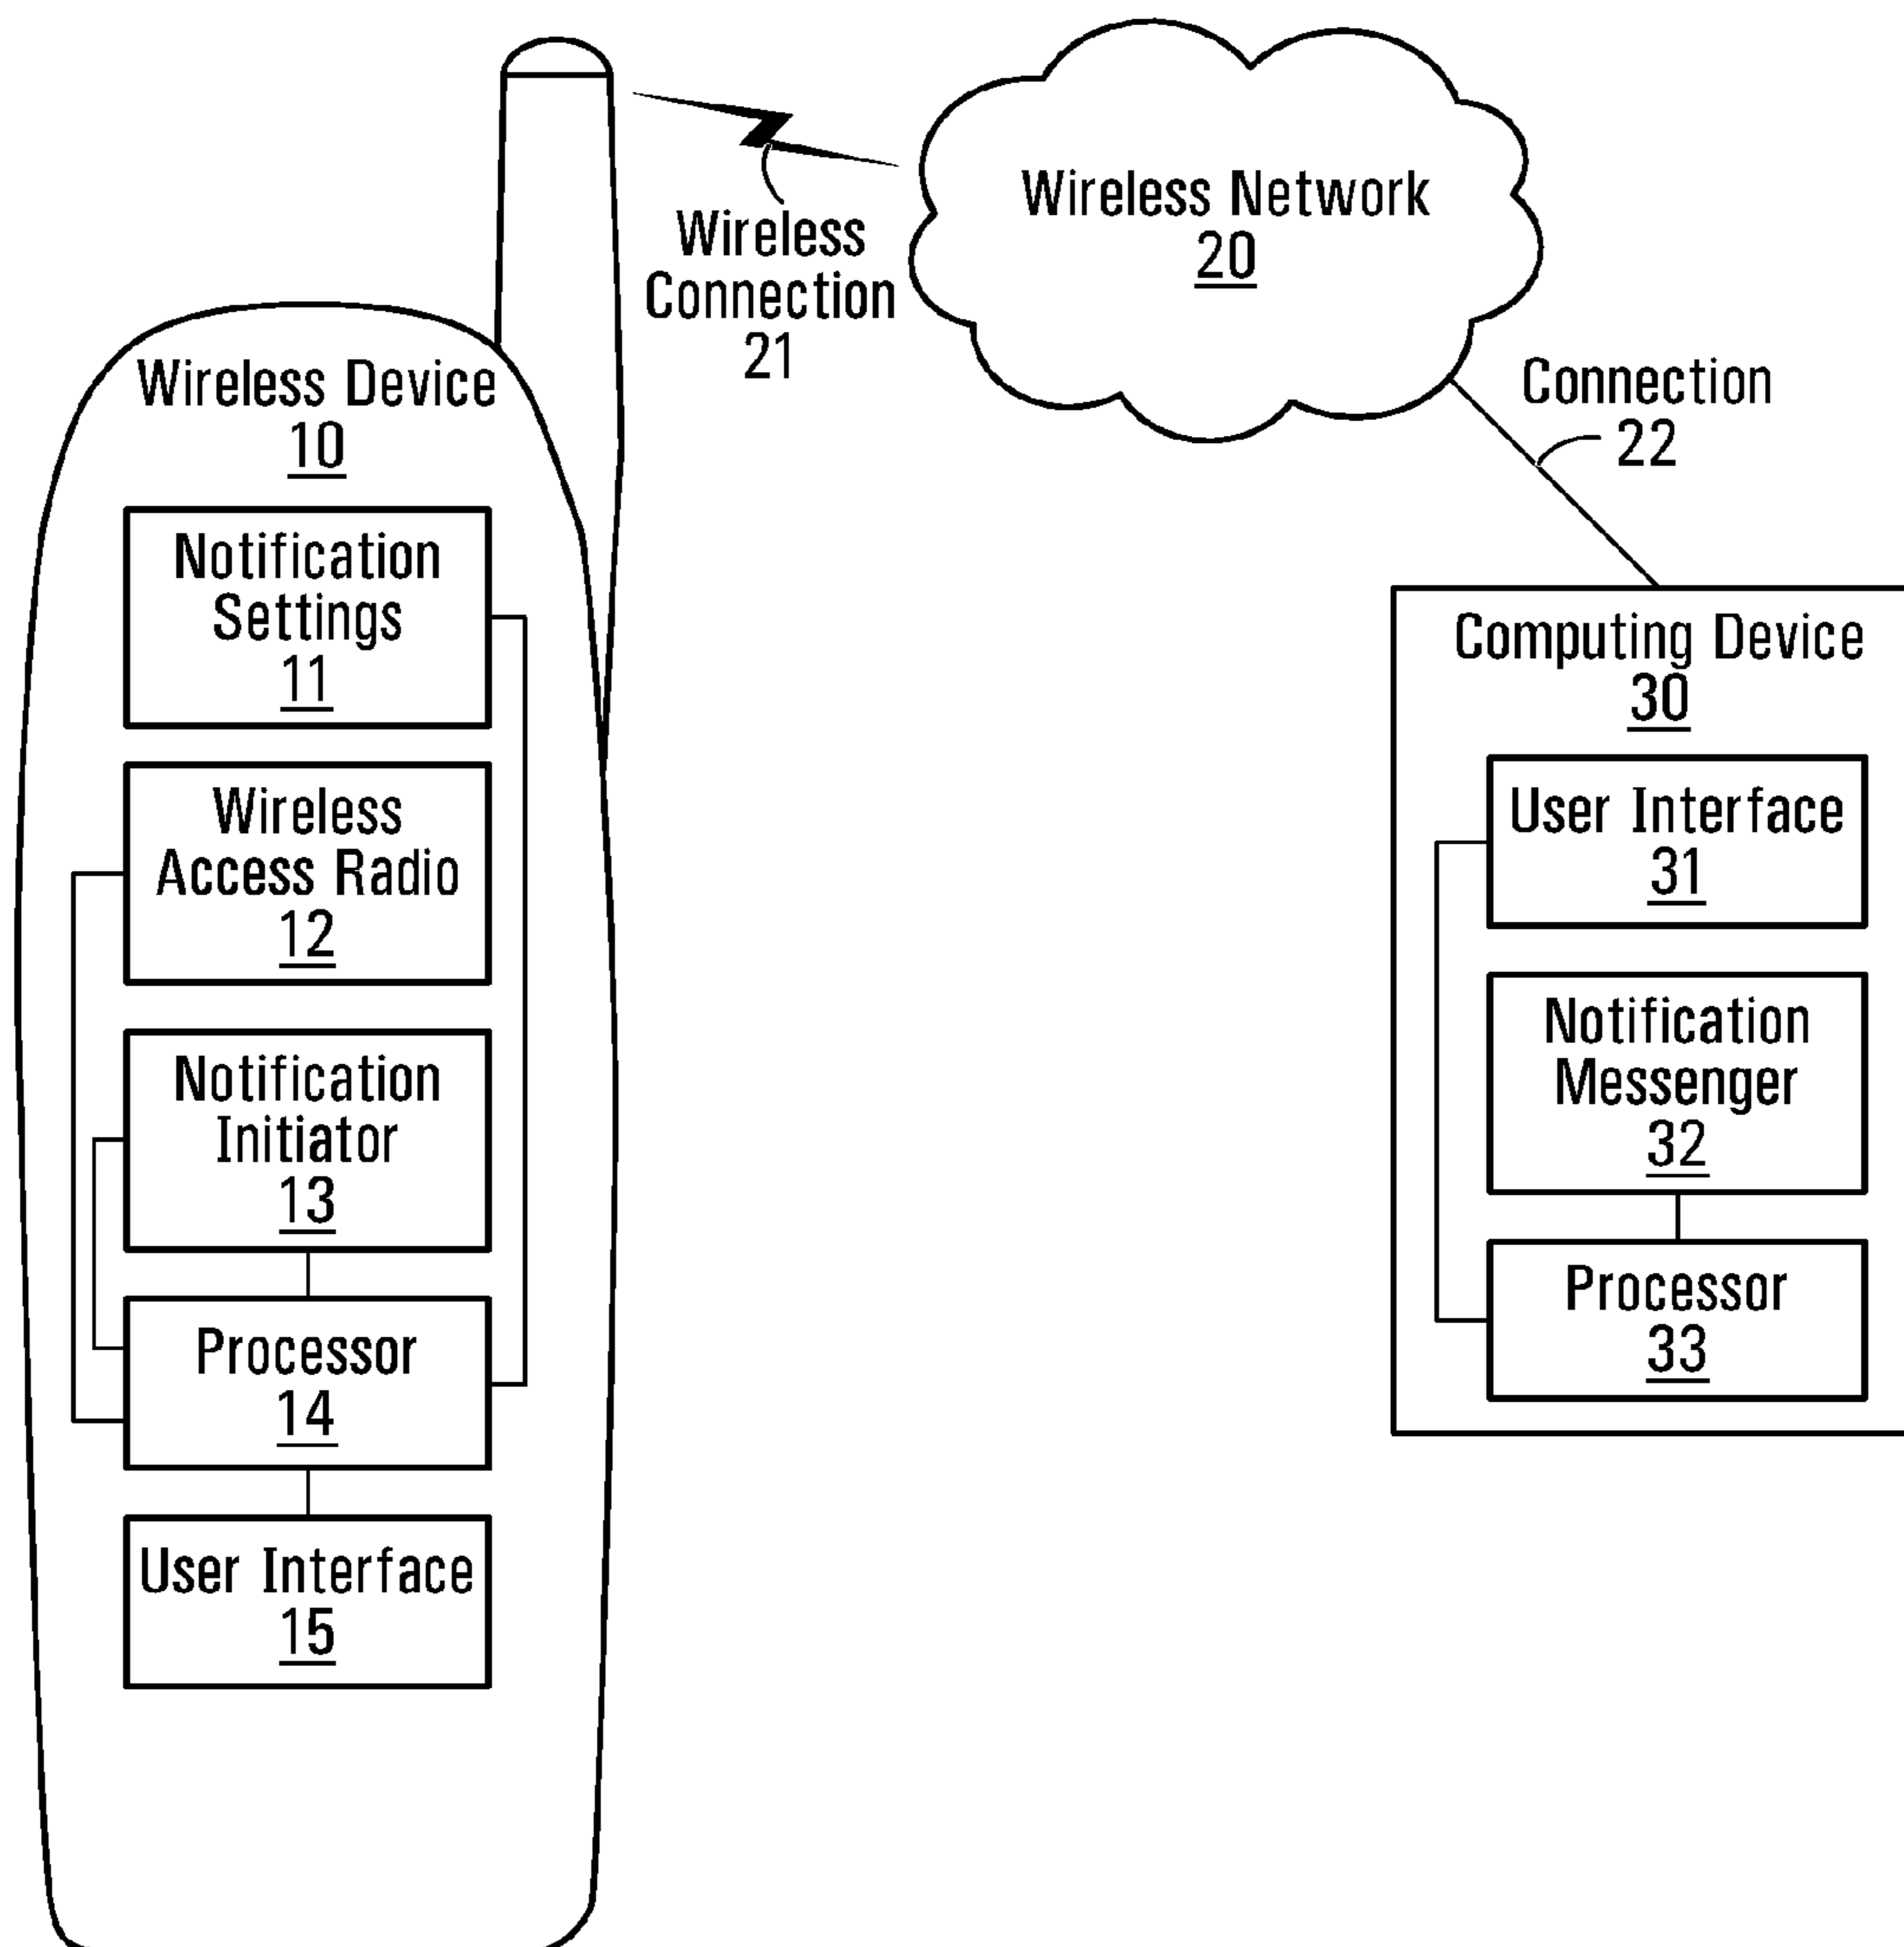 Wireless Device
10
Notification
Settings
11
Wireless
Access Radio
12
Notification
Initiator
13
Processor
14
User Interface
15
Wireless
Connection
21
Wireless Network
20
Connection
22
Computing Device
30
User Interface
31
Notification
Messenger
32
Processor
33